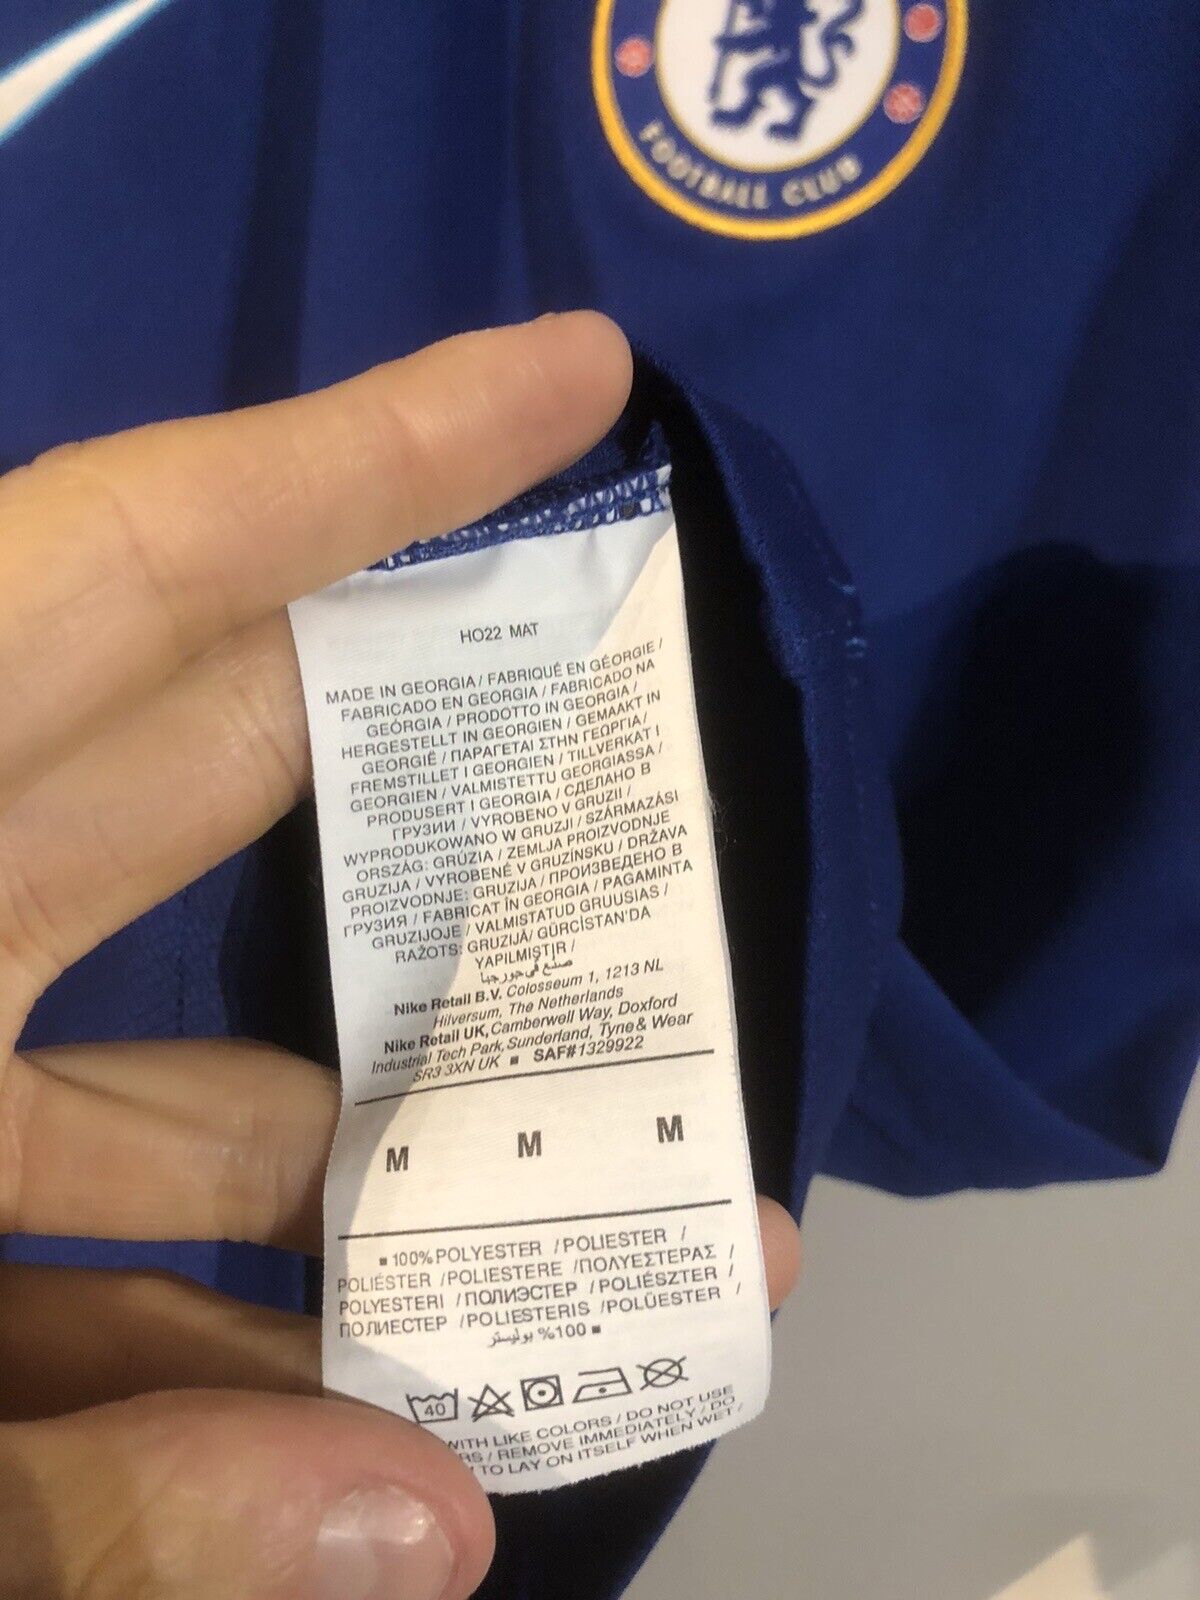 FOOTBALL CLUB
HO22 MAT
MADE IN GEORGIA / FABRIQUÉ EN GÉORGIE /
FABRICADO EN GEORGIA / FABRICADO NA
GEÓRGIA / PRODOTTO IN GEORGIA /
HERGESTELLT IN GEORGIEN / GEMAAKT IN
GEORGIË / ΠΑΡΑΓΕΤΑΙ ΣΤΗΝ ΓΕΩΡΓΙΑ /
FREMSTILLET I GEORGIEN / TILLVERKAT I
GEORGIEN / VALMISTETTU GEORGIASSA /
PRODUSERT I GEORGIA / СДЕЛАНО В
ГРУЗИИ / VYROBENO V GRUZII /
WYPRODUKOWANO W GRUZJI / SZÁRMAZÁSI
ORSZÁG: GRÚZIA / ZEMLJA PROIZVODNJE
GRUZIJA / VYROBENÉ V GRUZÍNSKU / DRŽAVA
PROIZVODNJE: GRUZIJA / ПРОИЗВЕДЕНО В
ГРУЗИЯ / FABRICAT ÎN GEORGIA / PAGAMINTA
GRUZIJOJE / VALMISTATUD GRUUSIAS /
RAŽOTS: GRUZIJĀ/ GÜRCİSTAN'DA
YAPILMIŞTIR /
صنع في جورجيا
Nike Retail B.V. Colosseum 1, 1213 NL
Hilversum, The Netherlands
Nike Retail UK, Camberwell Way, Doxford
Industrial Tech Park, Sunderland, Tyne & Wear
SR3 3XN UK ■ SAF#1329922
M M M
■ 100% POLYESTER / POLIESTER /
POLIÉSTER / POLIESTERE / ΠΟΛΥΕΣΤΕΡΑΣ /
POLYESTERI / ПОЛИЭСТЕР / POLIÉSZTER /
ПОЛИЕСТЕР / POLIESTERIS / POLÜESTER /
■ 100% بوليستر
40
WITH LIKE COLORS / DO NOT USE
RS / REMOVE IMMEDIATELY / DO
TO LAY ON ITSELF WHEN WET /